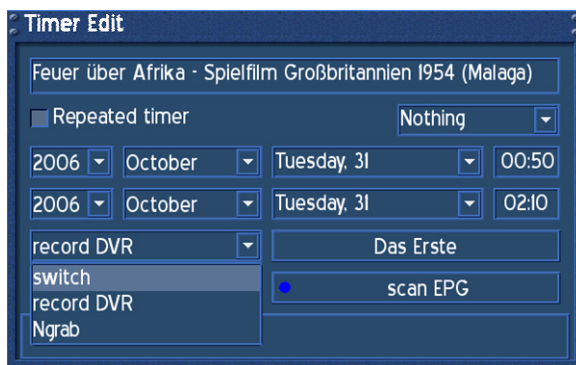 Timer Edit
Feuer über Afrika - Spielfilm Großbritannien 1954 (Malaga)
Repeated timer Nothing
2006 October Tuesday, 31 00:50
2006 October Tuesday, 31 02:10
record DVR Das Erste
switch
scan EPG
record DVR
Ngrab